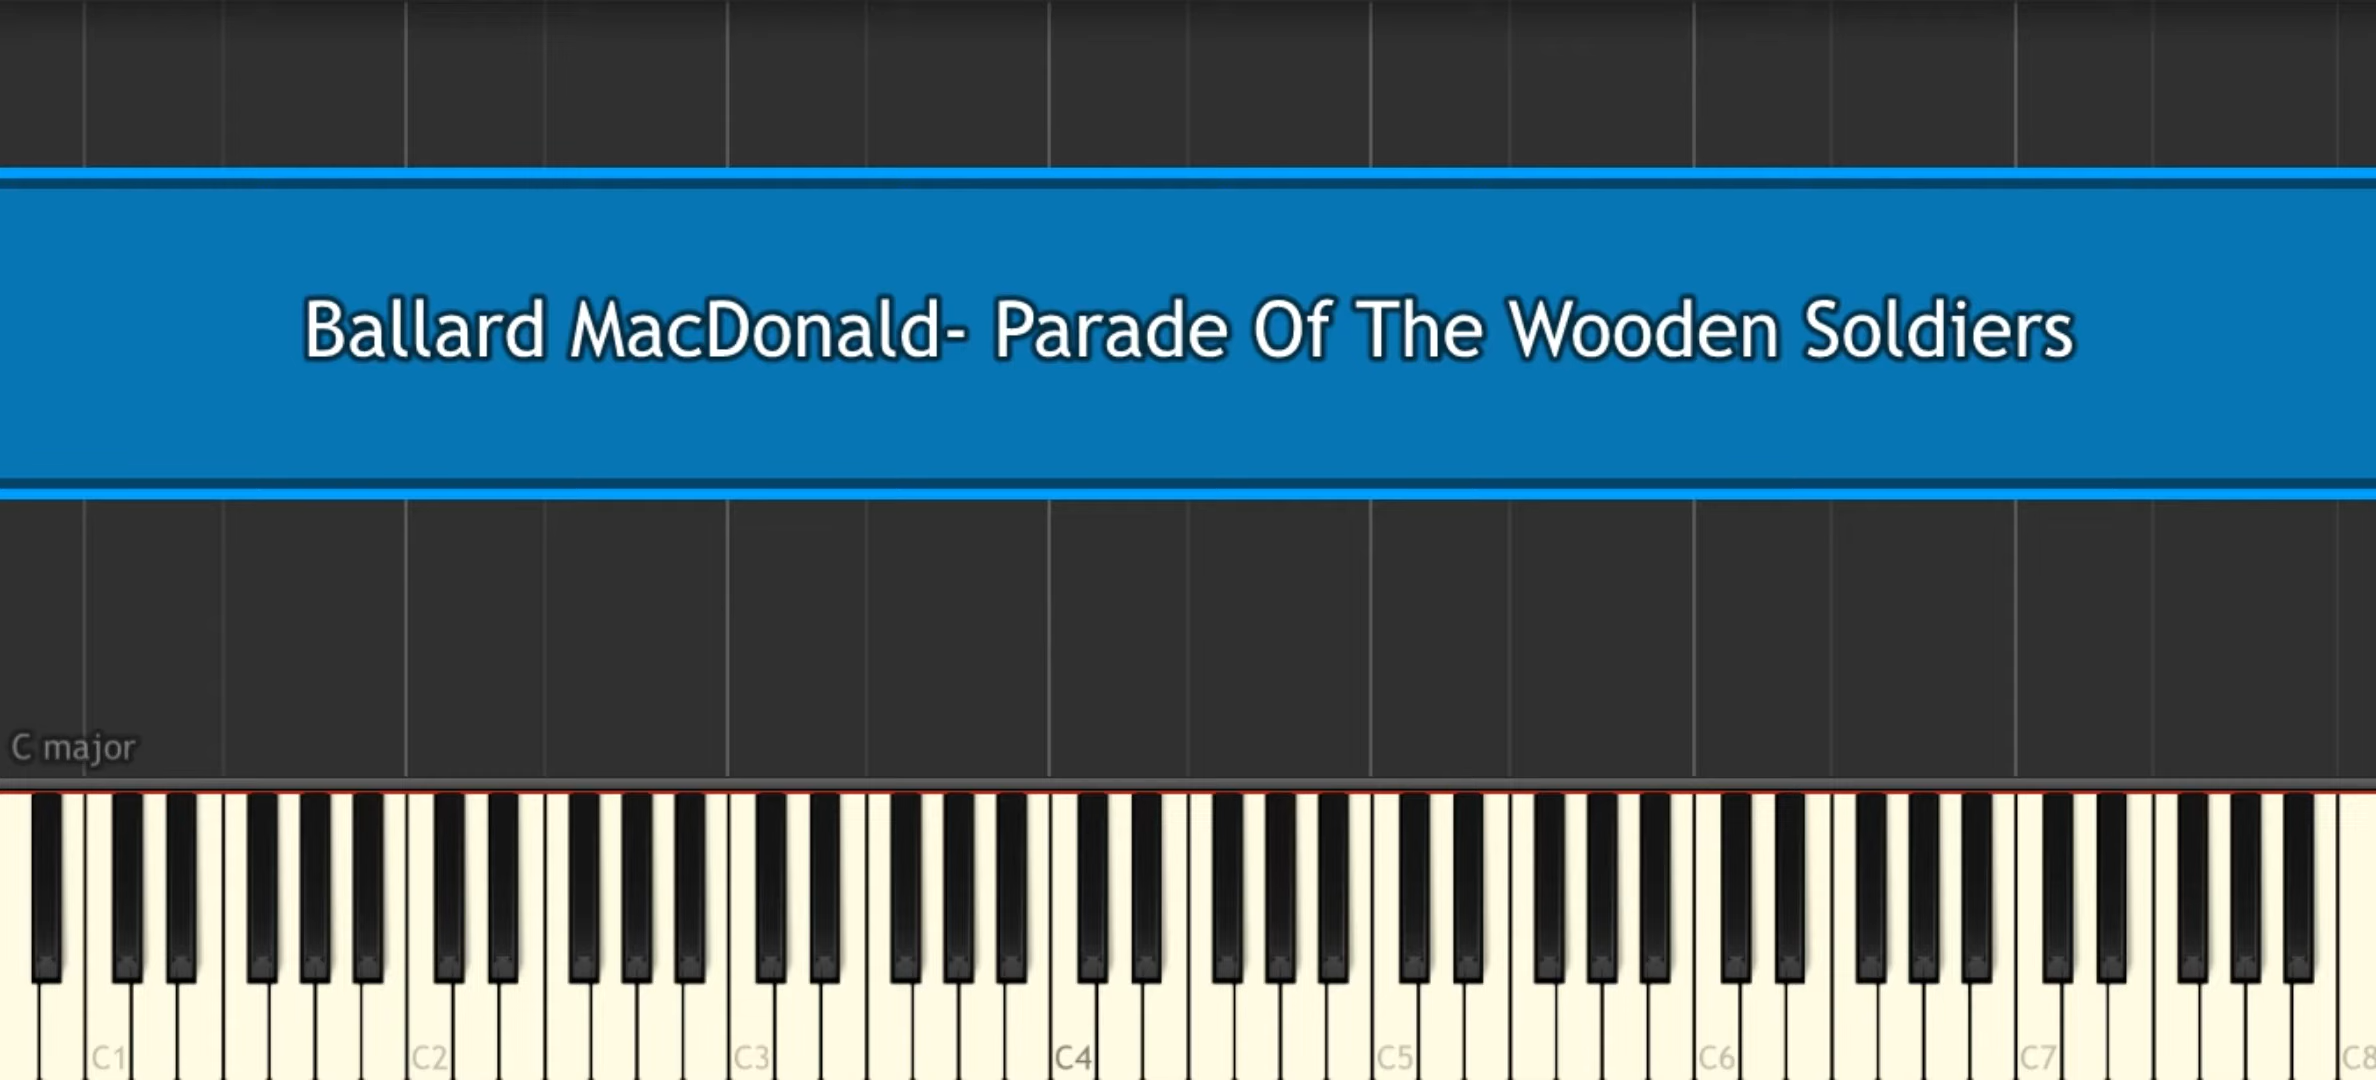 Ballard MacDonald- Parade Of The Wooden Soldiers
C major
C1 C2 C3 C4 C5 C6 C7 C8